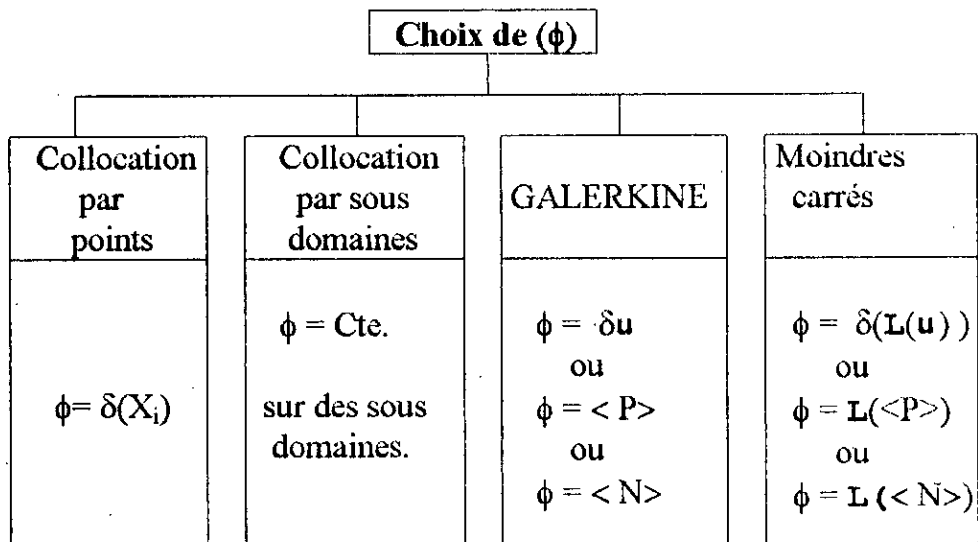 Choix de (ϕ)
Collocation
par
points
ϕ= δ(Xi)
Collocation
par sous
domaines
ϕ = Cte.
sur des sous
domaines.
GALERKINE
ϕ = δu
ou
ϕ = < P>
ou
ϕ = < N>
Moindres
carrés
ϕ = δ(L(u))
ou
ϕ = L(<P>)
ou
ϕ = L (< N>)